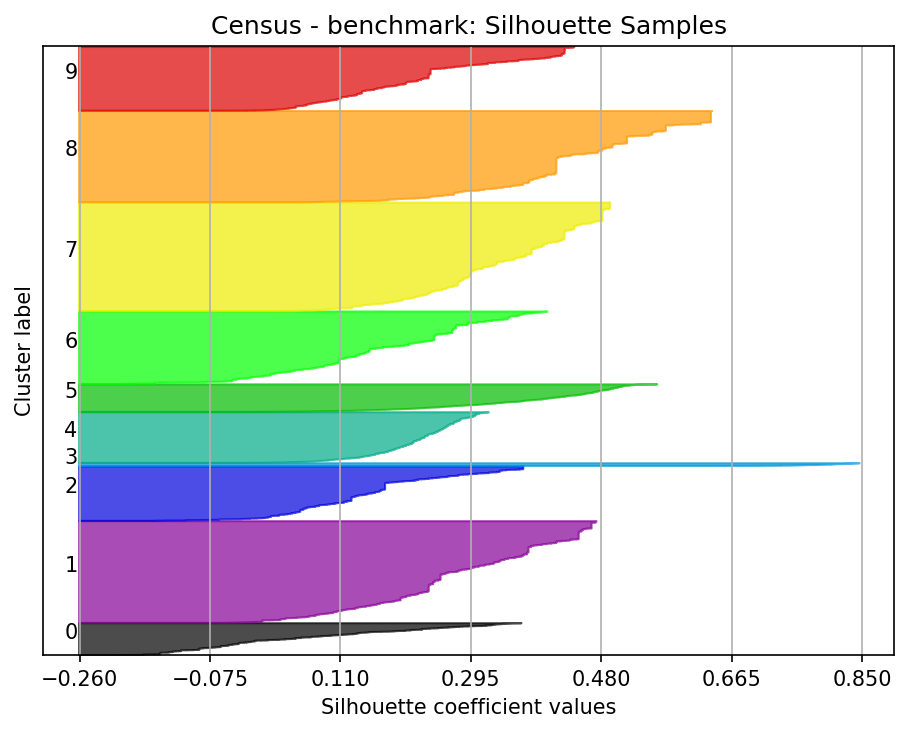 Census - benchmark: Silhouette Samples
9
8
7
6
5
4
3
2
1
0
Cluster label
−0.260 −0.075 0.110 0.295 0.480 0.665 0.850
Silhouette coefficient values